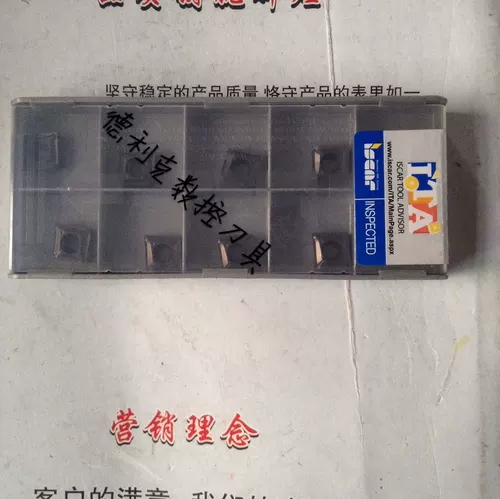 坚守稳定的产品质量 恪守产品的表里如一
德利克数控刀具
iscar
INSPECTED
ITA
ISCAR TOOL ADVISOR
www.iscar.com/ITA/MainPage.aspx
营销理念
客户的满意